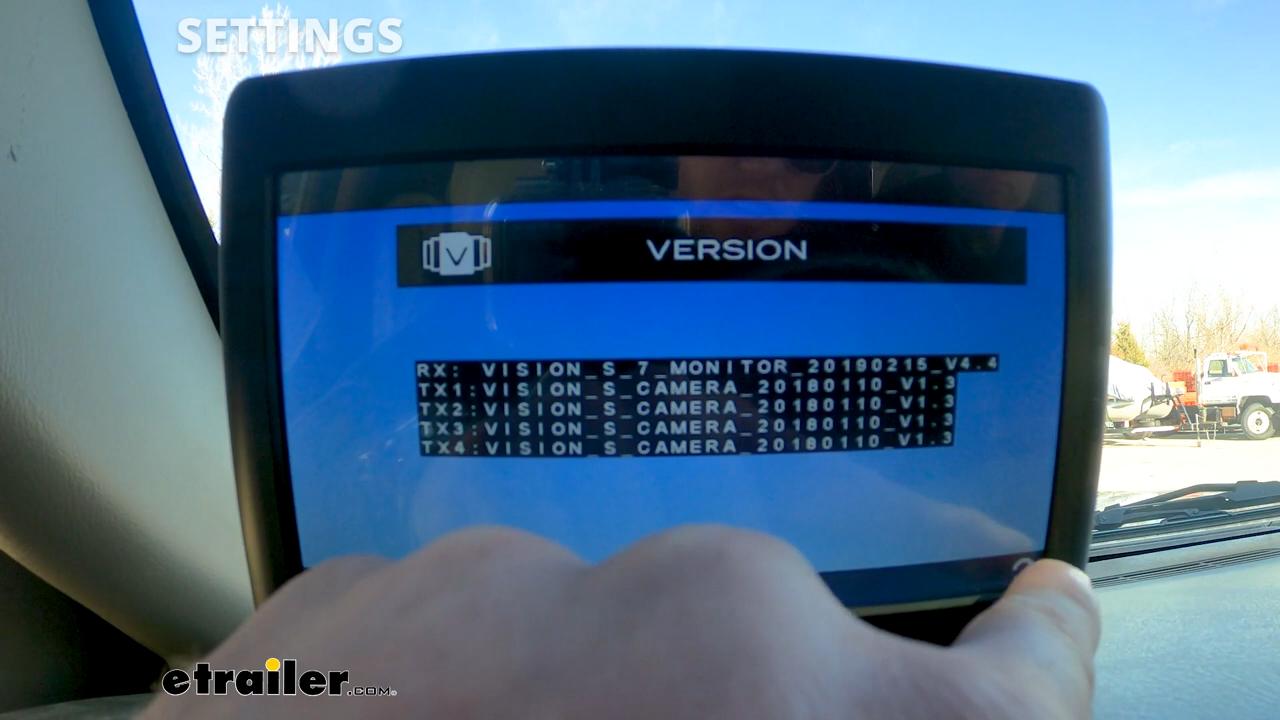 SETTINGS
V VERSION
RX: VISION_S_7_MONITOR_20190215_V4.4
TX1:VISION_S_CAMERA_20180110_V1.3
TX2:VISION_S_CAMERA_20180110_V1.3
TX3:VISION_S_CAMERA_20180110_V1.3
TX4:VISION_S_CAMERA_20180110_V1.3
etrailer.COM